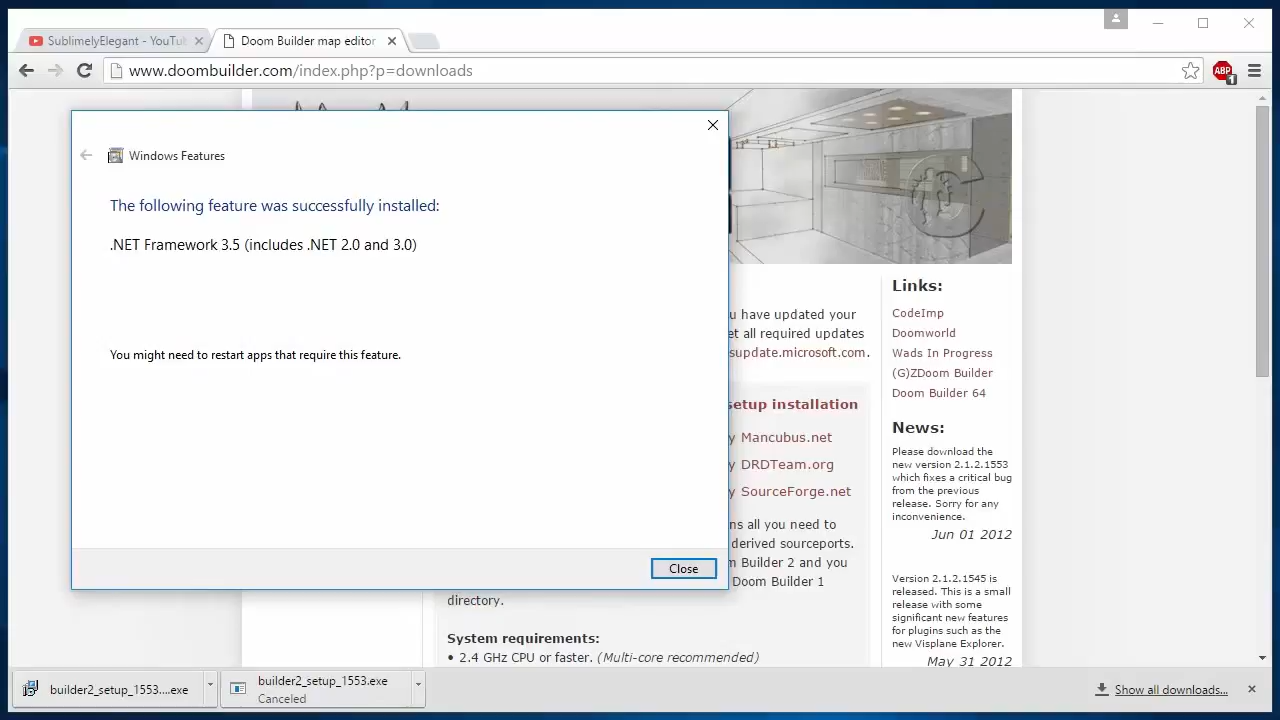 SublimelyElegant - YouTu
Doom Builder map editor
www.doombuilder.com/index.php?p=downloads
ABP
1
Windows Features
The following feature was successfully installed:
.NET Framework 3.5 (includes .NET 2.0 and 3.0)
You might need to restart apps that require this feature.
Close
u have updated your
et all required updates
supdate.microsoft.com.
setup installation
y Mancubus.net
y DRDTeam.org
y SourceForge.net
ns all you need to
derived sourceports.
m Builder 2 and you
Doom Builder 1
directory.
System requirements:
• 2.4 GHz CPU or faster. (Multi-core recommended)
Links:
CodeImp
Doomworld
Wads In Progress
(G)ZDoom Builder
Doom Builder 64
News:
Please download the
new version 2.1.2.1553
which fixes a critical bug
from the previous
release. Sorry for any
inconvenience.
Jun 01 2012
Version 2.1.2.1545 is
released. This is a small
release with some
significant new features
for plugins such as the
new Visplane Explorer.
May 31 2012
builder2_setup_1553....exe
builder2_setup_1553.exe
Canceled
Show all downloads...